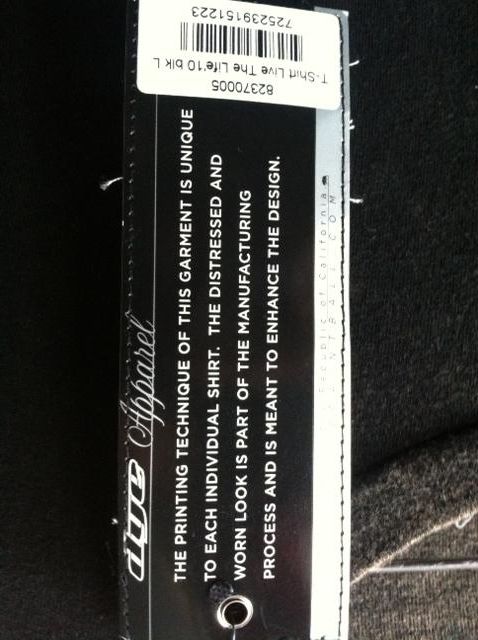 dye Apparel
THE PRINTING TECHNIQUE OF THIS GARMENT IS UNIQUE
TO EACH INDIVIDUAL SHIRT. THE DISTRESSED AND
WORN LOOK IS PART OF THE MANUFACTURING
PROCESS AND IS MEANT TO ENHANCE THE DESIGN.
Republic of California
82370005
T-Shirt Live The Life'10 blk L
725239151223